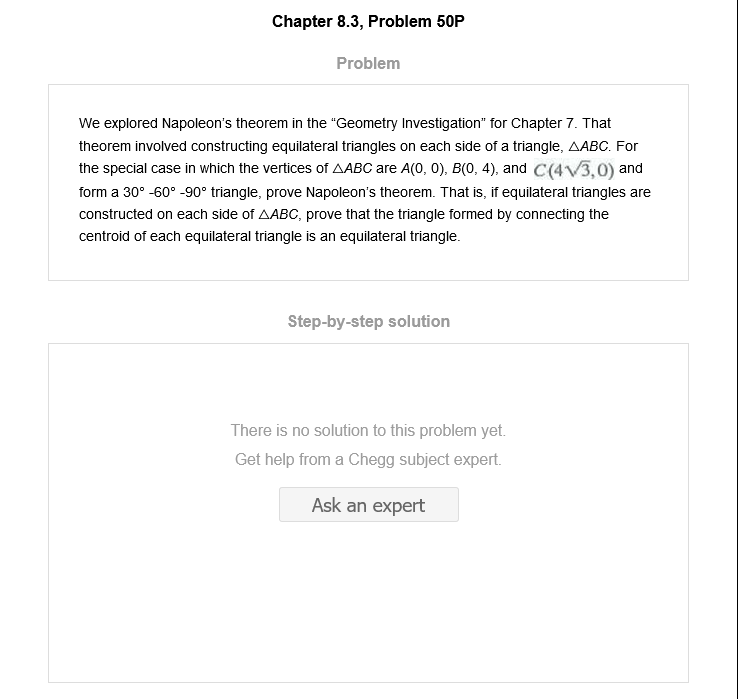 Chapter 8.3, Problem 50P
Problem
We explored Napoleon's theorem in the “Geometry Investigation” for Chapter 7. That
theorem involved constructing equilateral triangles on each side of a triangle, △ABC. For
the special case in which the vertices of △ABC are A(0, 0), B(0, 4), and C(4√3,0) and
form a 30° -60° -90° triangle, prove Napoleon's theorem. That is, if equilateral triangles are
constructed on each side of △ABC, prove that the triangle formed by connecting the
centroid of each equilateral triangle is an equilateral triangle.
Step-by-step solution
There is no solution to this problem yet.
Get help from a Chegg subject expert.
Ask an expert